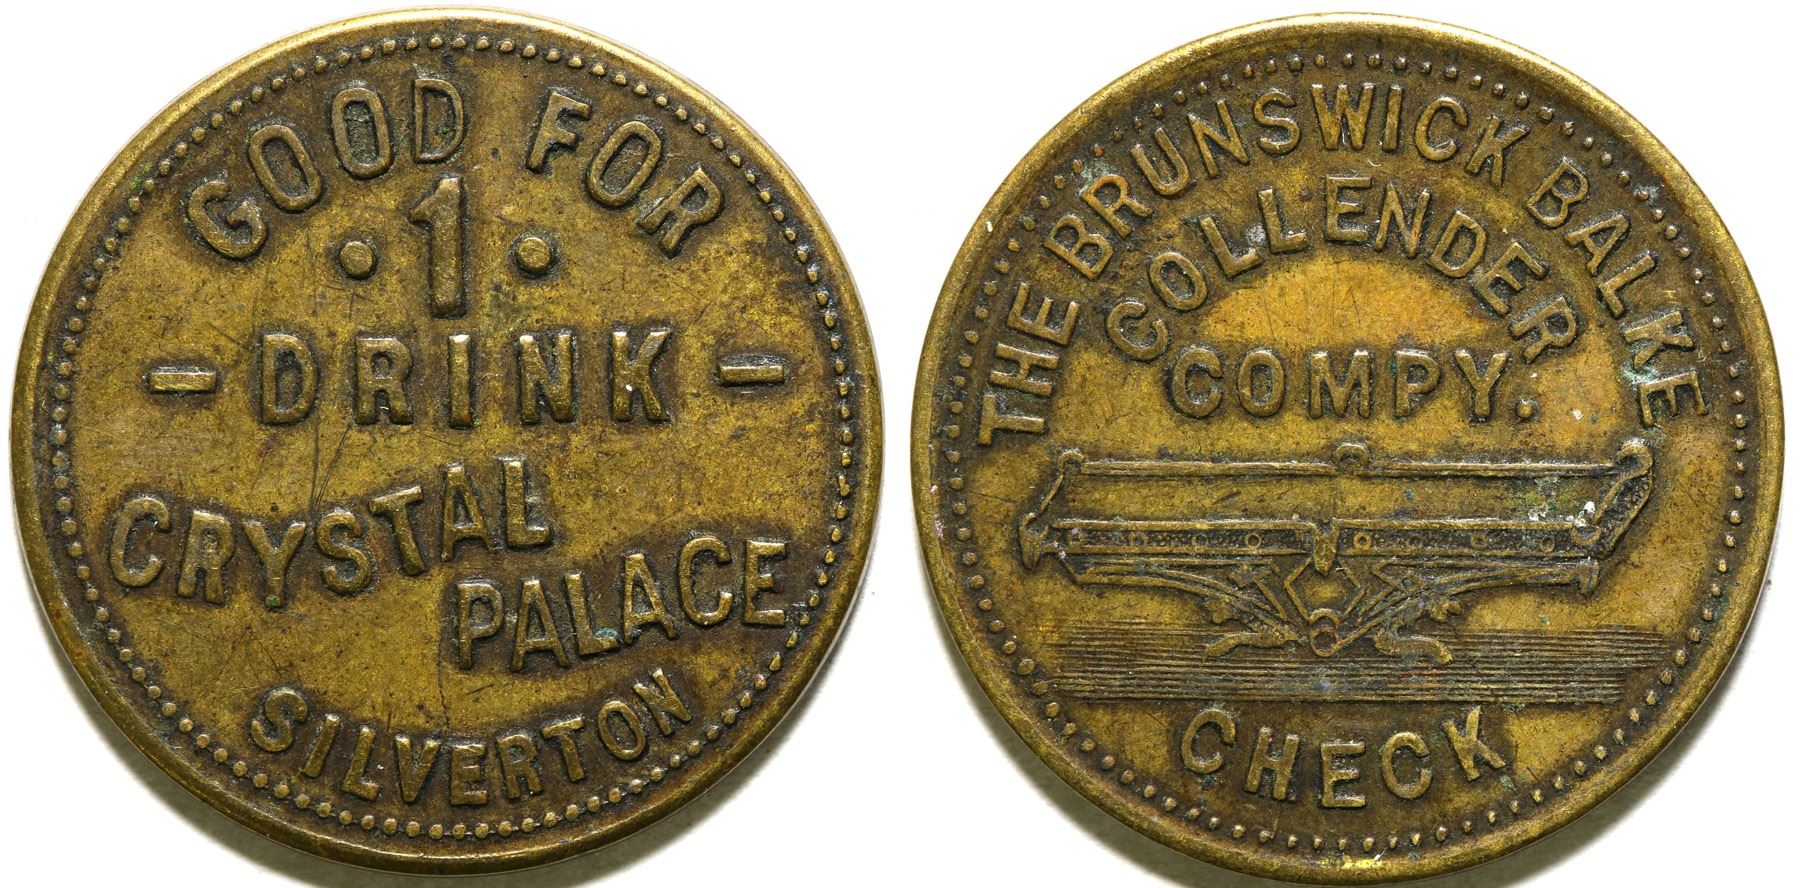 GOOD FOR
· 1 ·
- DRINK -
CRYSTAL
PALACE
SILVERTON
THE BRUNSWICK BALKE
COLLENDER
COMPY.
CHECK